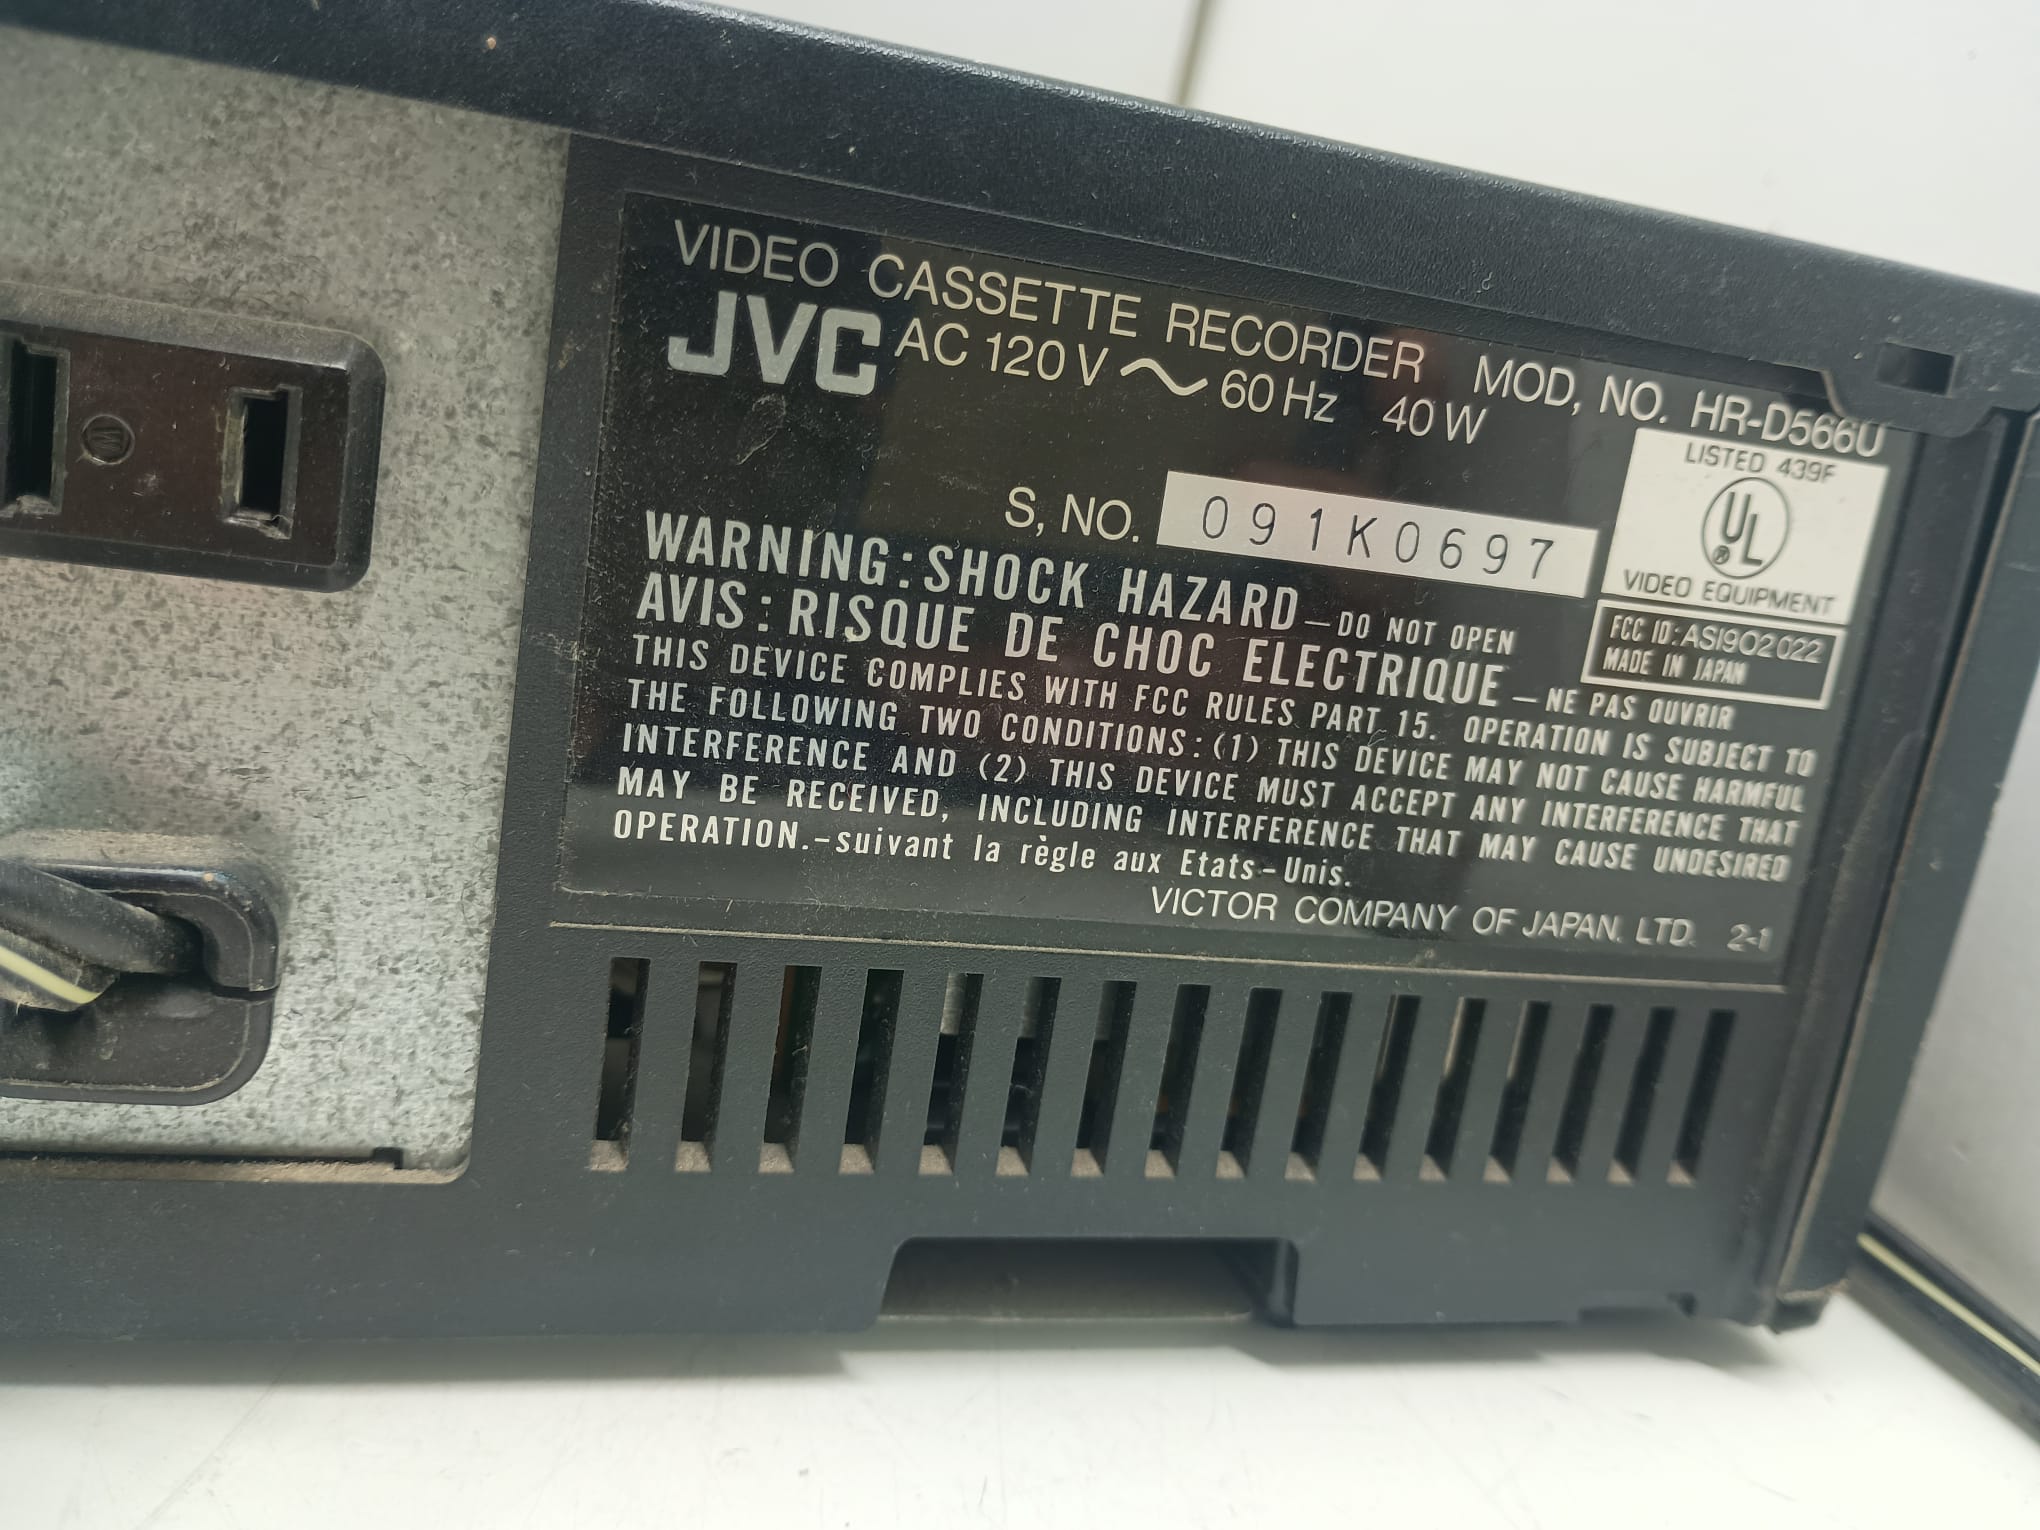 VIDEO CASSETTE RECORDER MOD, NO. HR-D566U
JVC AC 120 V ~ 60 Hz 40 W
LISTED 439F
UL
®
VIDEO EQUIPMENT
S, NO. 091K0697
FCC ID: ASI9O2022
MADE IN JAPAN
WARNING: SHOCK HAZARD – DO NOT OPEN
AVIS: RISQUE DE CHOC ELECTRIQUE – NE PAS OUVRIR
THIS DEVICE COMPLIES WITH FCC RULES PART 15. OPERATION IS SUBJECT TO
THE FOLLOWING TWO CONDITIONS: (1) THIS DEVICE MAY NOT CAUSE HARMFUL
INTERFERENCE AND (2) THIS DEVICE MUST ACCEPT ANY INTERFERENCE THAT
MAY BE RECEIVED, INCLUDING INTERFERENCE THAT MAY CAUSE UNDESIRED
OPERATION.–suivant la règle aux Etats-Unis.
VICTOR COMPANY OF JAPAN, LTD. 2-1